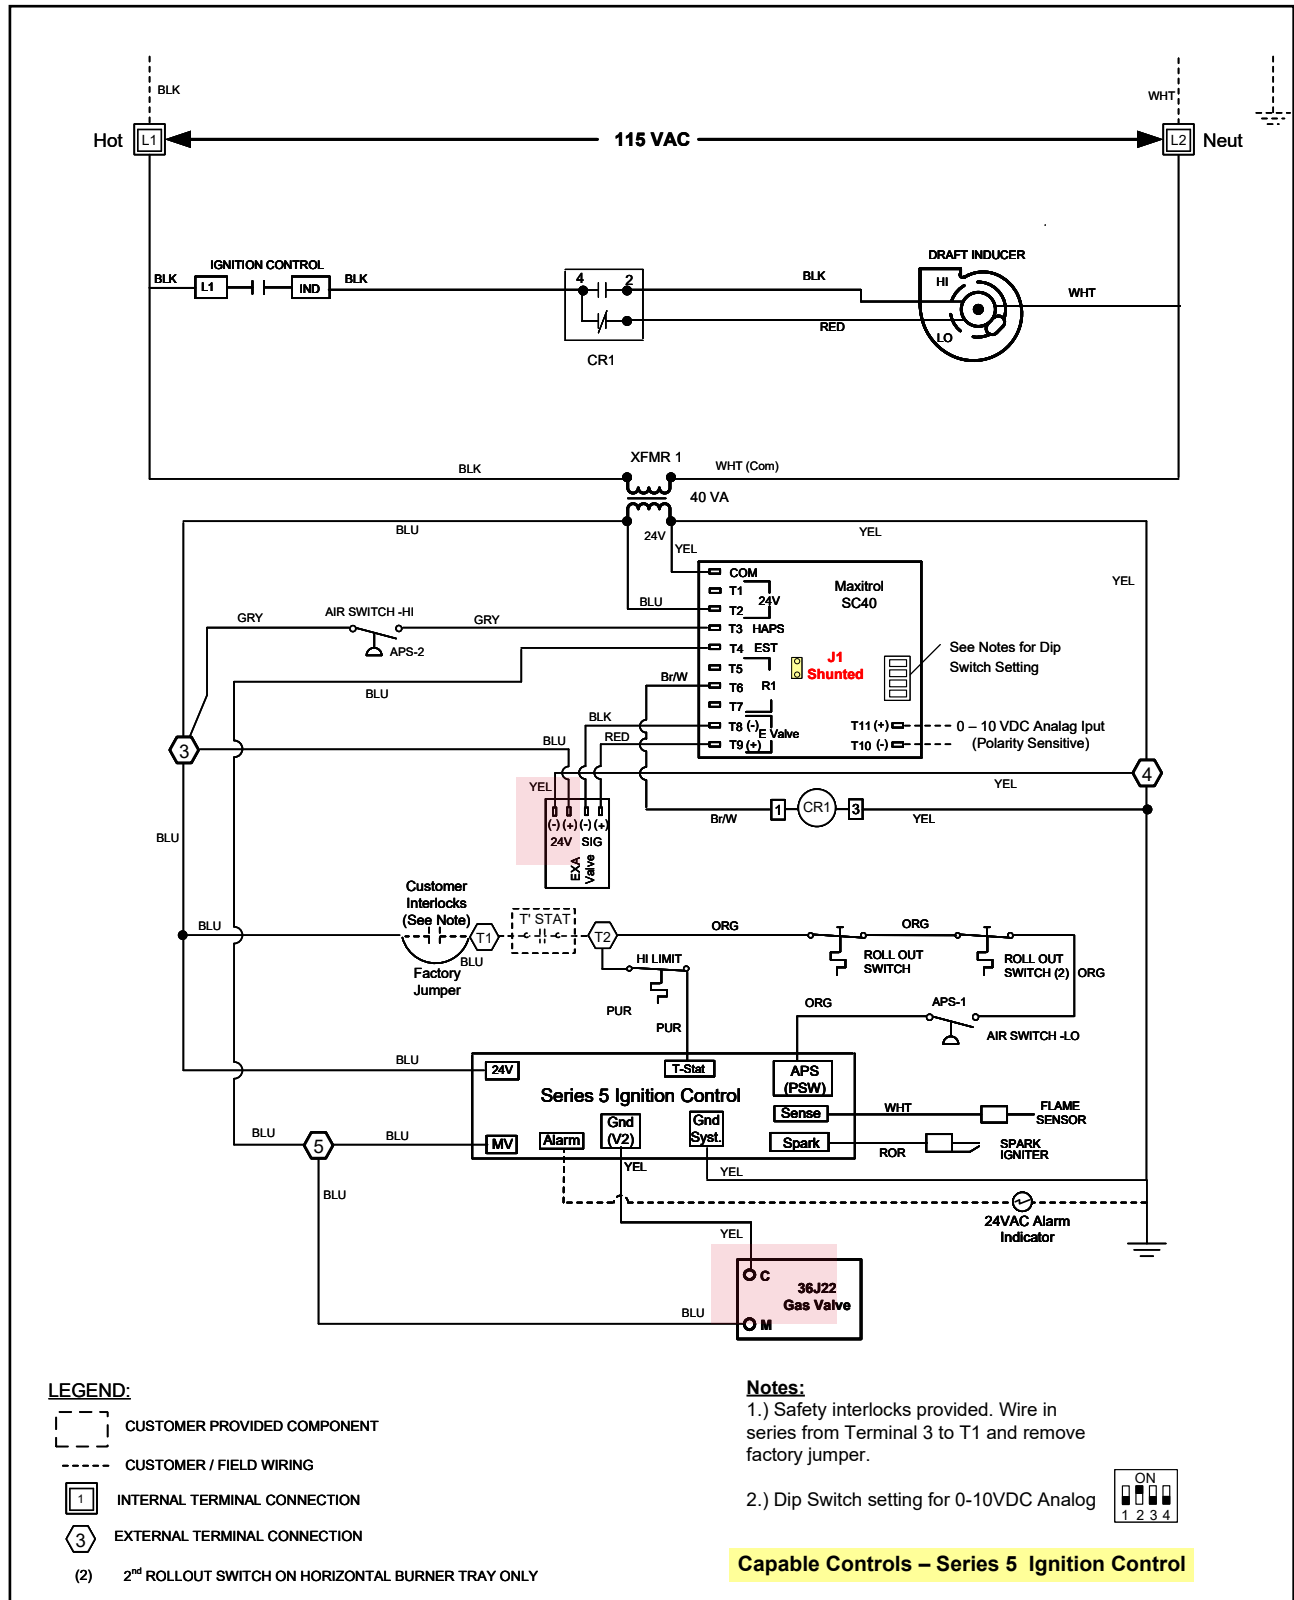 BLK
WHT
Hot
L1
115 VAC
L2
Neut
IGNITION CONTROL
BLK
L1
IND
BLK
4
2
BLK
RED
CR1
DRAFT INDUCER
HI
LO
WHT
BLK
XFMR 1
WHT (Com)
40 VA
BLU
24V
YEL
YEL
YEL
COM
T1
24V
T2
T3 HAPS
T4 EST
T5
T6
R1
T7
T8 (-)
E Valve
T9 (+)
Maxitrol
SC40
J1
Shunted
T11 (+)
T10 (-)
See Notes for Dip
Switch Setting
0 – 10 VDC Analag Iput
(Polarity Sensitive)
BLU
GRY
AIR SWITCH -HI
GRY
APS-2
BLU
Br/W
BLK
RED
BLU
3
YEL
YEL
4
(-) (+) (-) (+)
24V SIG
EXA
Valve
Br/W
1
CR1
3
YEL
BLU
Customer
Interlocks
(See Note)
BLU
T1
BLU
Factory
Jumper
T' STAT
T2
ORG
ORG
ROLL OUT
SWITCH
ROLL OUT
SWITCH (2)
ORG
HI LIMIT
PUR
PUR
ORG
APS-1
AIR SWITCH -LO
BLU
24V
T-Stat
APS
(PSW)
Series 5 Ignition Control
Sense
WHT
FLAME
SENSOR
BLU
5
BLU
MV
Alarm
Gnd
(V2)
Gnd
Syst.
Spark
ROR
SPARK
IGNITER
YEL
YEL
BLU
24VAC Alarm
Indicator
YEL
C
36J22
Gas Valve
BLU
M
LEGEND:
CUSTOMER PROVIDED COMPONENT
CUSTOMER / FIELD WIRING
1
INTERNAL TERMINAL CONNECTION
3
EXTERNAL TERMINAL CONNECTION
(2) 2nd ROLLOUT SWITCH ON HORIZONTAL BURNER TRAY ONLY
Notes:
1.) Safety interlocks provided. Wire in
series from Terminal 3 to T1 and remove
factory jumper.
2.) Dip Switch setting for 0-10VDC Analog
ON
1 2 3 4
Capable Controls – Series 5 Ignition Control